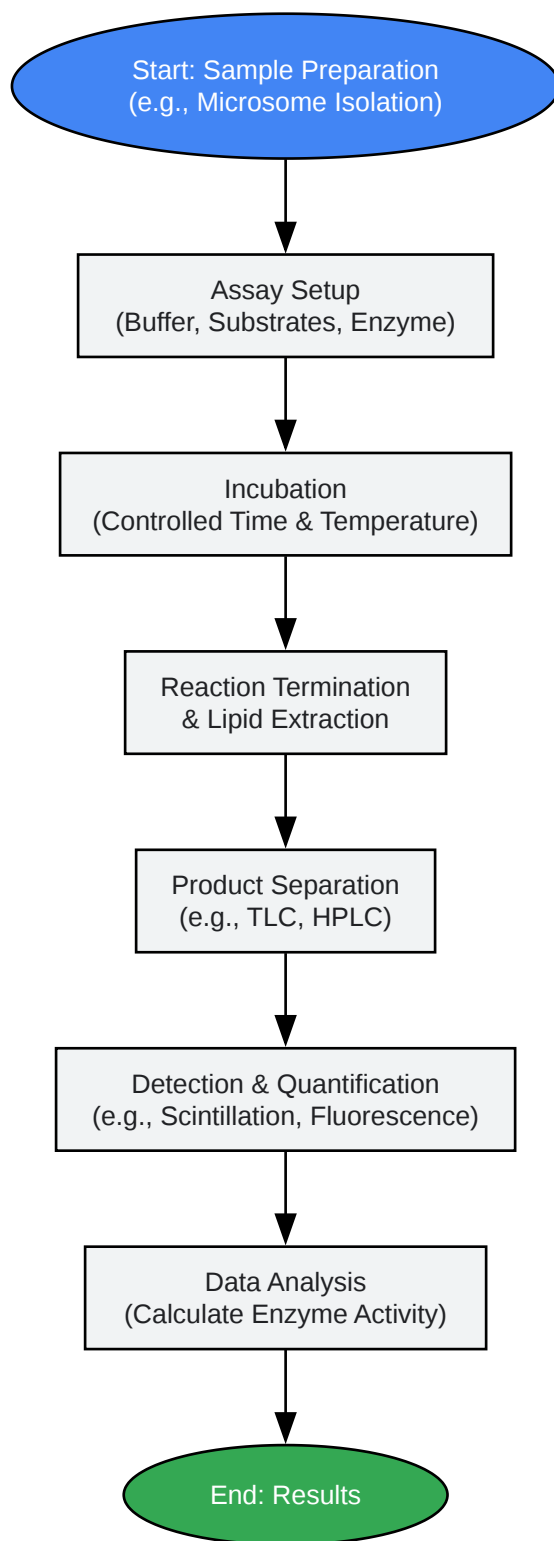 Start: Sample Preparation
(e.g., Microsome Isolation)
Assay Setup
(Buffer, Substrates, Enzyme)
Incubation
(Controlled Time & Temperature)
Reaction Termination
& Lipid Extraction
Product Separation
(e.g., TLC, HPLC)
Detection & Quantification
(e.g., Scintillation, Fluorescence)
Data Analysis
(Calculate Enzyme Activity)
End: Results